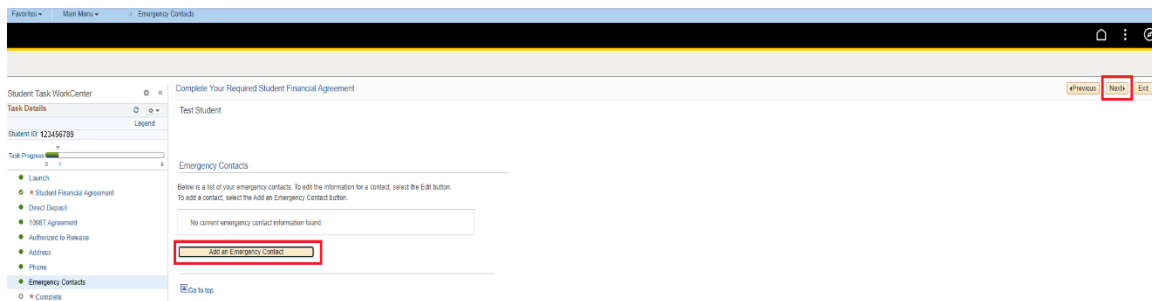 Favorites Main Menu > Emergency Contacts
Student Task WorkCenter
Task Details
Legend
Student ID: 123456789
Task Progress
0 1 9
Launch
* Student Financial Agreement
Direct Deposit
1098T Agreement
Authorized to Release
Address
Phone
Emergency Contacts
* Complete
Complete Your Required Student Financial Agreement
Previous Next Exit
Test Student
Emergency Contacts
Below is a list of your emergency contacts. To edit the information for a contact, select the Edit button.
To add a contact, select the Add an Emergency Contact button.
No current emergency contact information found.
Add an Emergency Contact
Go to top